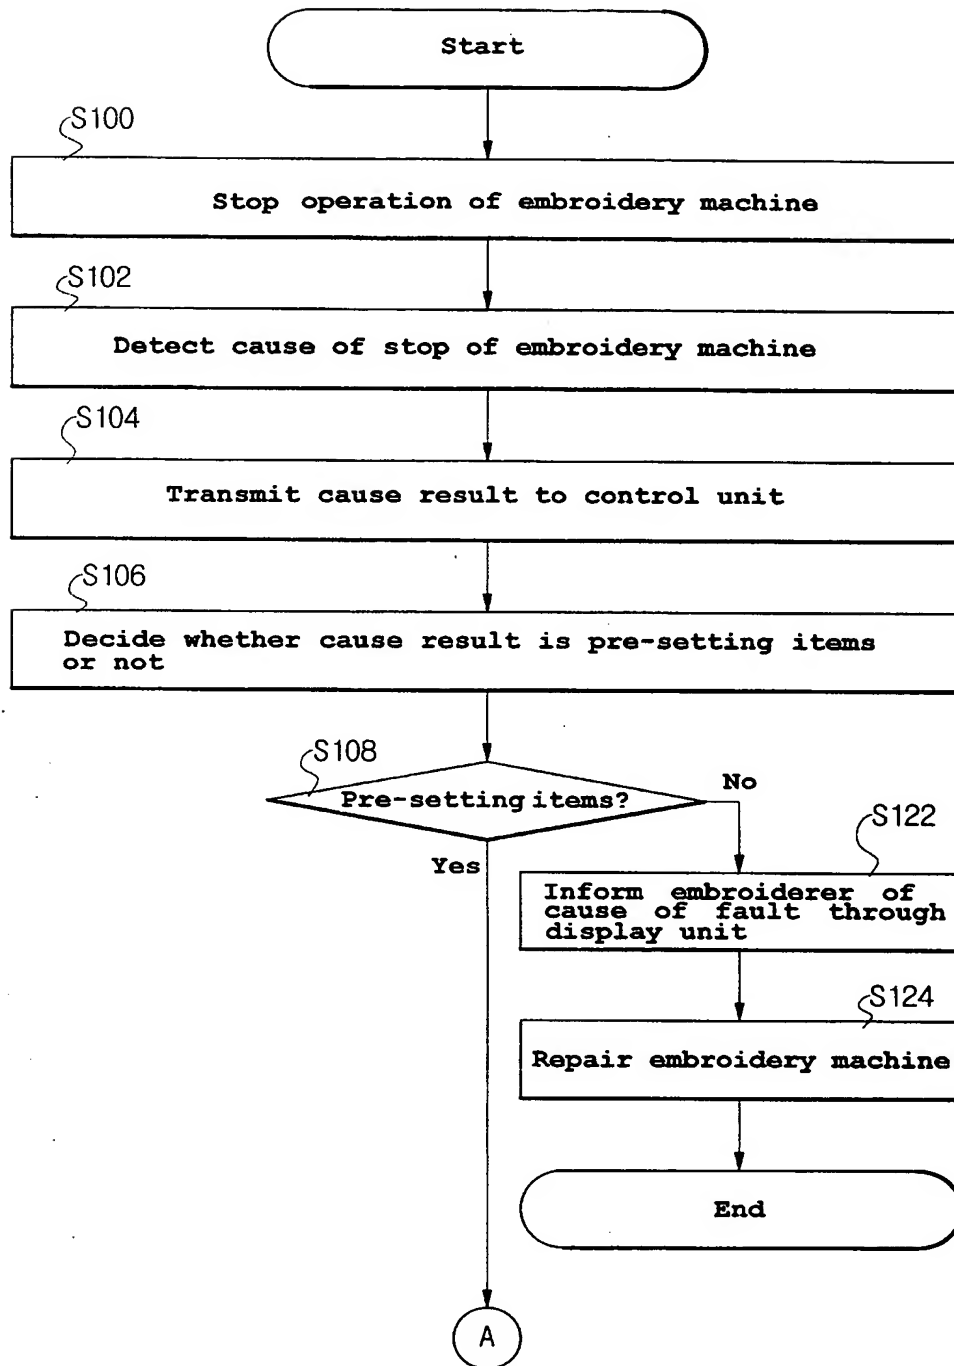 Start
S100
Stop operation of embroidery machine
S102
Detect cause of stop of embroidery machine
S104
Transmit cause result to control unit
S106
Decide whether cause result is pre-setting items
or not
S108
Pre-setting items?
No
Yes
S122
Inform embroiderer of
cause of fault through
display unit
S124
Repair embroidery machine
End
A